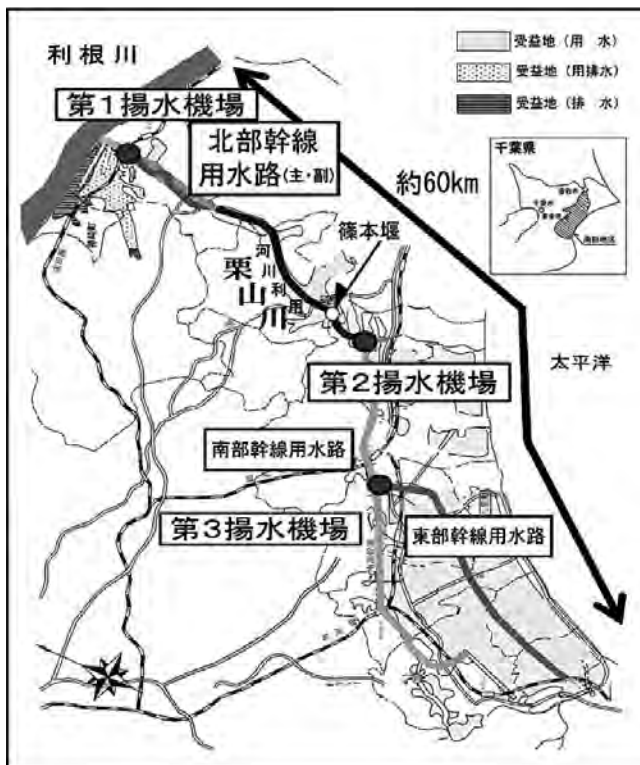 利根川
第1揚水機場
北部幹線
用水路(主・副)
約60km
篠本堰
栗山川
河川利用
第2揚水機場
南部幹線用水路
第3揚水機場
東部幹線用水路
太平洋
受益地(用 水)
受益地(用排水)
受益地(排 水)
千葉県